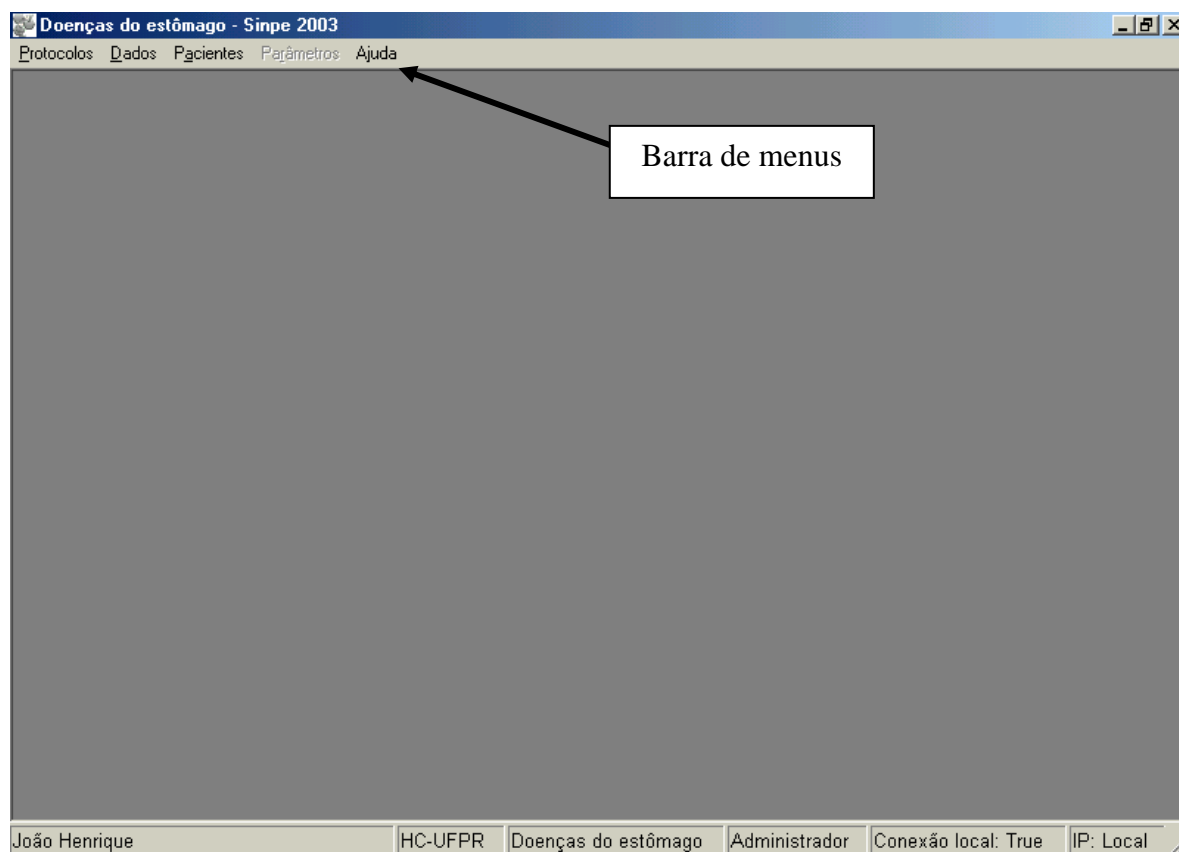 Doenças do estômago - Sinpe 2003
Protocolos Dados Pacientes Parâmetros Ajuda
Barra de menus
João Henrique HC-UFPR Doenças do estômago Administrador Conexão local: True IP: Local